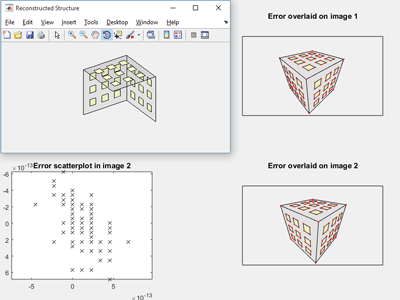 Reconstructed Structure
File Edit View Insert Tools Desktop Window Help
Error overlaid on image 1
×10^-13
Error scatterplot in image 2
-6
-4
-2
0
2
4
6
-5 0 5
×10^-13
Error overlaid on image 2